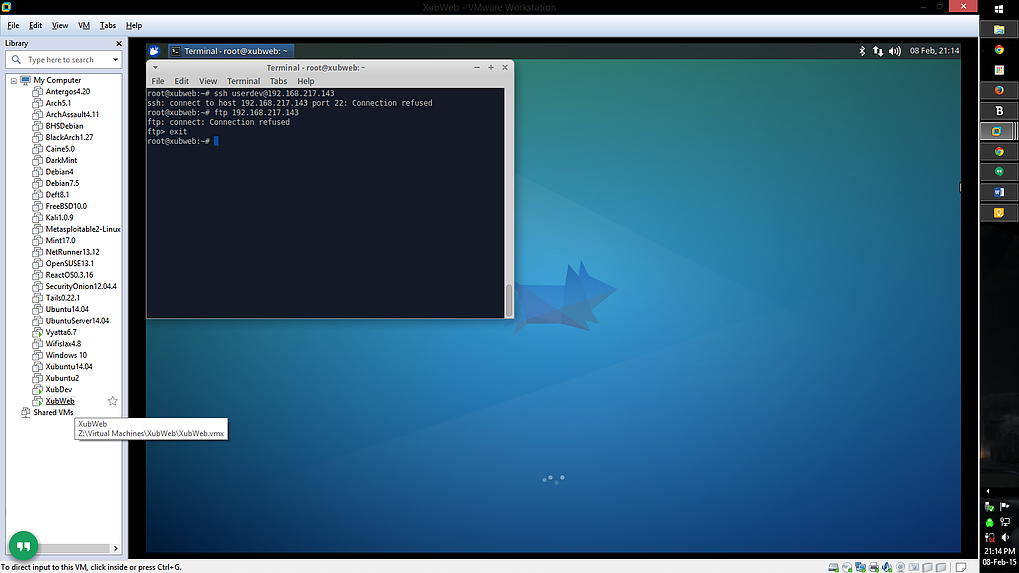 XubWeb - VMware Workstation
File Edit View VM Tabs Help
Library
Type here to search
My Computer
Antergos4.20
Arch5.1
ArchAssault4.11
BHSDebian
BlackArch1.27
Caine5.0
DarkMint
Debian4
Debian7.5
Deft8.1
FreeBSD10.0
Kali1.0.9
Metasploitable2-Linux
Mint17.0
NetRunner13.12
OpenSUSE13.1
ReactOS0.3.16
SecurityOnion12.04.4
Tails0.22.1
Ubuntu14.04
UbuntuServer14.04
Vyatta6.7
Wifislax4.8
Windows 10
Xubuntu14.04
Xubuntu2
XubDev
XubWeb
Shared VMs
XubWeb
Z:\Virtual Machines\XubWeb\XubWeb.vmx
Terminal - root@xubweb: ~
08 Feb, 21:14
Terminal - root@xubweb: ~
File Edit View Terminal Tabs Help
root@xubweb:~# ssh userdev@192.168.217.143
ssh: connect to host 192.168.217.143 port 22: Connection refused
root@xubweb:~# ftp 192.168.217.143
ftp: connect: Connection refused
ftp> exit
root@xubweb:~#
B
21:14 PM
08-Feb-15
To direct input to this VM, click inside or press Ctrl+G.